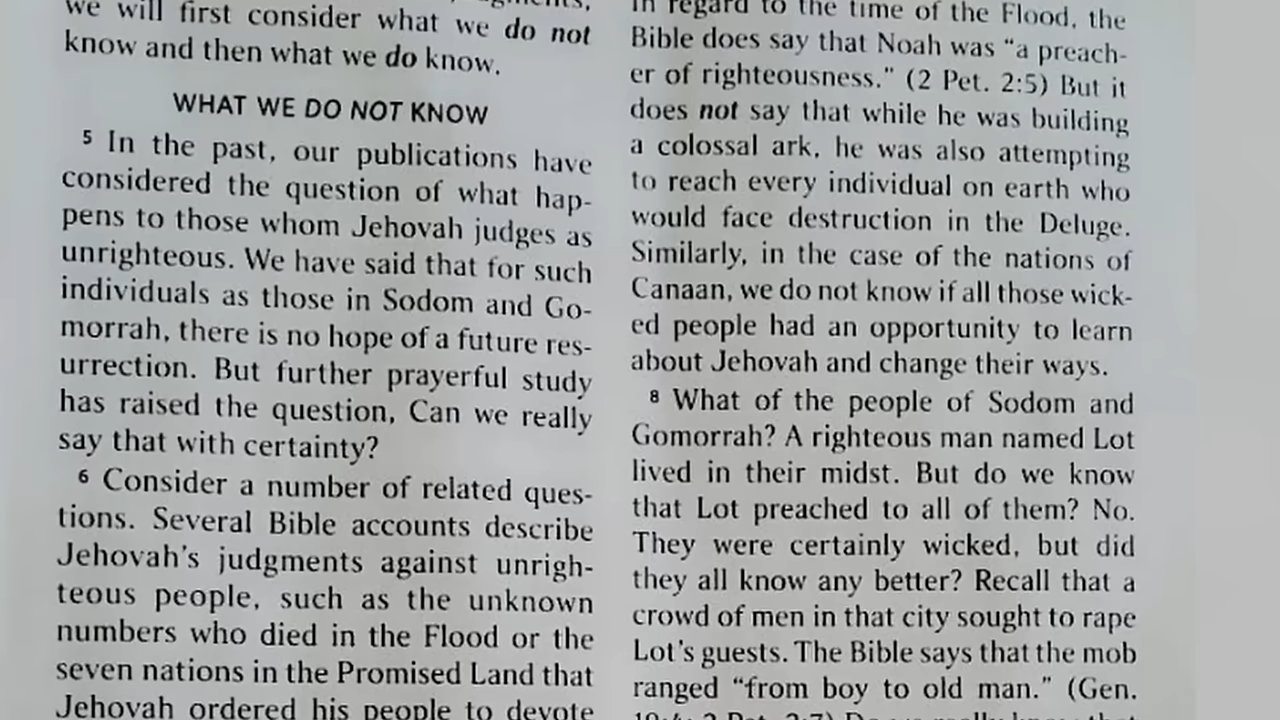 we will first consider what we do not
know and then what we do know.
WHAT WE DO NOT KNOW
5 In the past, our publications have
considered the question of what hap-
pens to those whom Jehovah judges as
unrighteous. We have said that for such
individuals as those in Sodom and Go-
morrah, there is no hope of a future res-
urrection. But further prayerful study
has raised the question, Can we really
say that with certainty?
6 Consider a number of related ques-
tions. Several Bible accounts describe
Jehovah's judgments against unrigh-
teous people, such as the unknown
numbers who died in the Flood or the
seven nations in the Promised Land that
Jehovah ordered his people to devote
In regard to the time of the Flood, the
Bible does say that Noah was “a preach-
er of righteousness.” (2 Pet. 2:5) But it
does not say that while he was building
a colossal ark, he was also attempting
to reach every individual on earth who
would face destruction in the Deluge.
Similarly, in the case of the nations of
Canaan, we do not know if all those wick-
ed people had an opportunity to learn
about Jehovah and change their ways.
8 What of the people of Sodom and
Gomorrah? A righteous man named Lot
lived in their midst. But do we know
that Lot preached to all of them? No.
They were certainly wicked, but did
they all know any better? Recall that a
crowd of men in that city sought to rape
Lot's guests. The Bible says that the mob
ranged “from boy to old man.” (Gen.